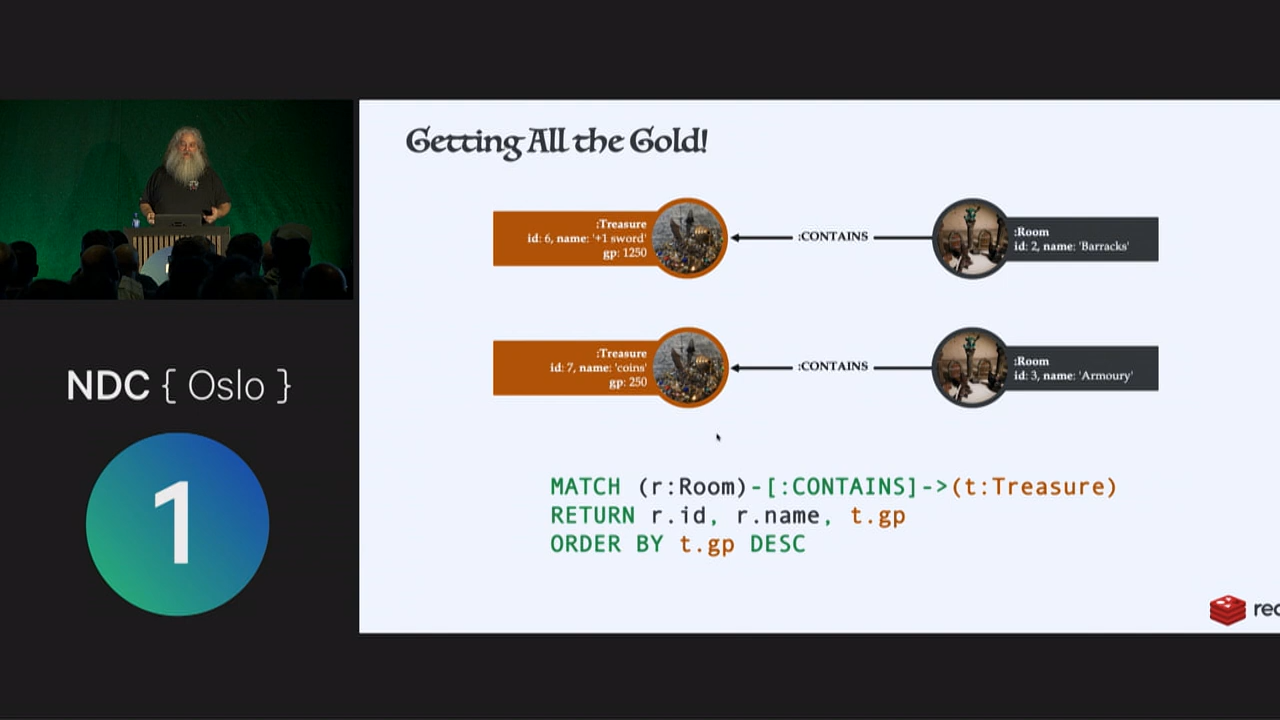 Getting All the Gold!
:Treasure
id: 6, name: '+1 sword'
gp: 1250
:CONTAINS
:Room
id: 2, name: 'Barracks'
:Treasure
id: 7, name: 'coins'
gp: 250
:CONTAINS
:Room
id: 3, name: 'Armoury'
NDC { Oslo }
1
MATCH (r:Room)-[:CONTAINS]->(t:Treasure)
RETURN r.id, r.name, t.gp
ORDER BY t.gp DESC